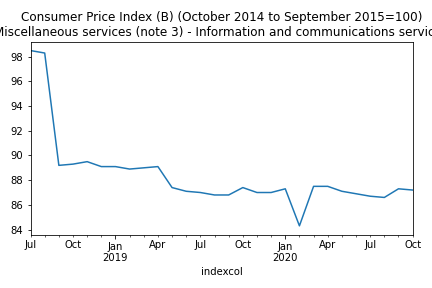 Consumer Price Index (B) (October 2014 to September 2015=100)
Miscellaneous services (note 3) - Information and communications servic
98
96
94
92
90
88
86
84
Jul Oct Jan Apr Jul Oct Jan Apr Jul Oct
2019 2020
indexcol